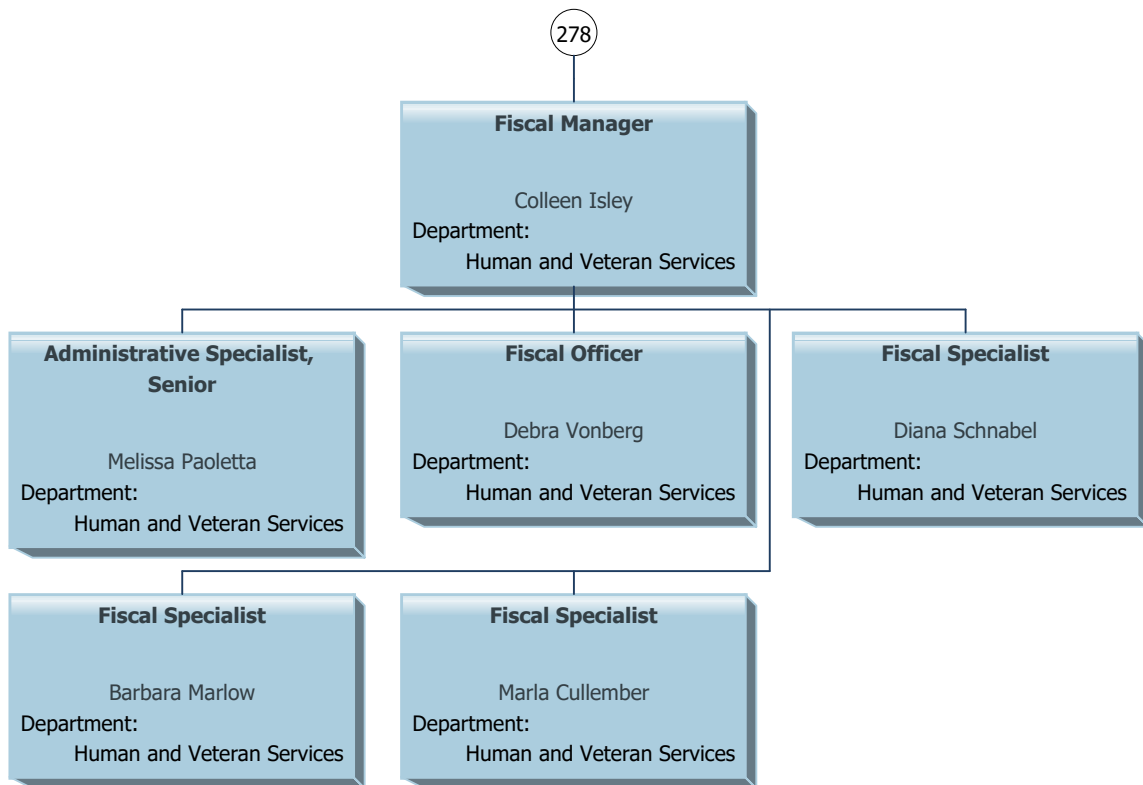 278
Fiscal Manager
Colleen Isley
Department:
Human and Veteran Services
Administrative Specialist,
Senior
Melissa Paoletta
Department:
Human and Veteran Services
Fiscal Officer
Debra Vonberg
Department:
Human and Veteran Services
Fiscal Specialist
Diana Schnabel
Department:
Human and Veteran Services
Fiscal Specialist
Barbara Marlow
Department:
Human and Veteran Services
Fiscal Specialist
Marla Cullember
Department:
Human and Veteran Services